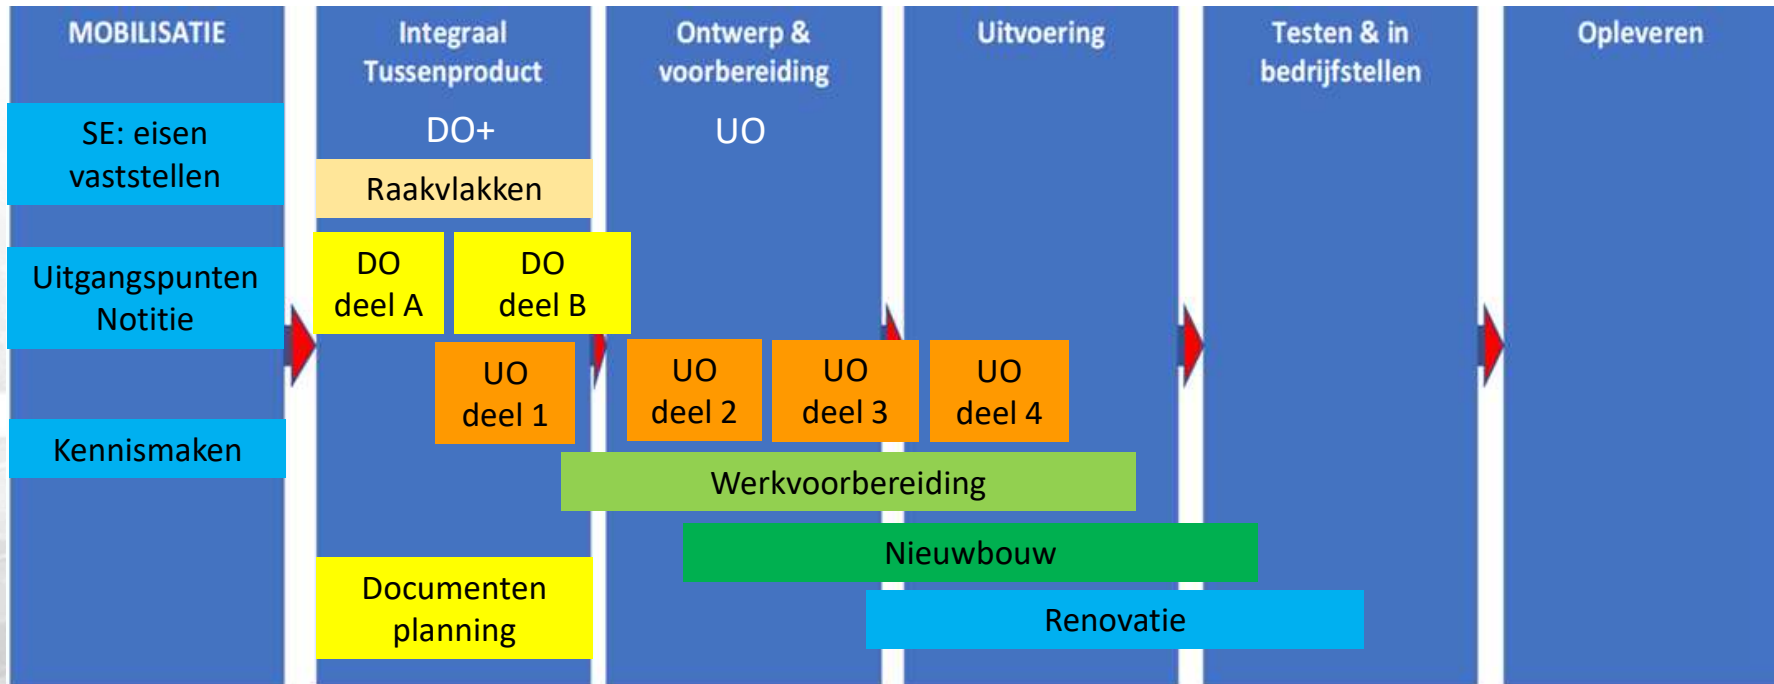 MOBILISATIE
Integraal
Tussenproduct
Ontwerp &
voorbereiding
Uitvoering
Testen & in
bedrijfstellen
Opleveren
SE: eisen
vaststellen
DO+
UO
Raakvlakken
Uitgangspunten
Notitie
DO
deel A
DO
deel B
UO
deel 1
UO
deel 2
UO
deel 3
UO
deel 4
Kennismaken
Werkvoorbereiding
Nieuwbouw
Documenten
planning
Renovatie